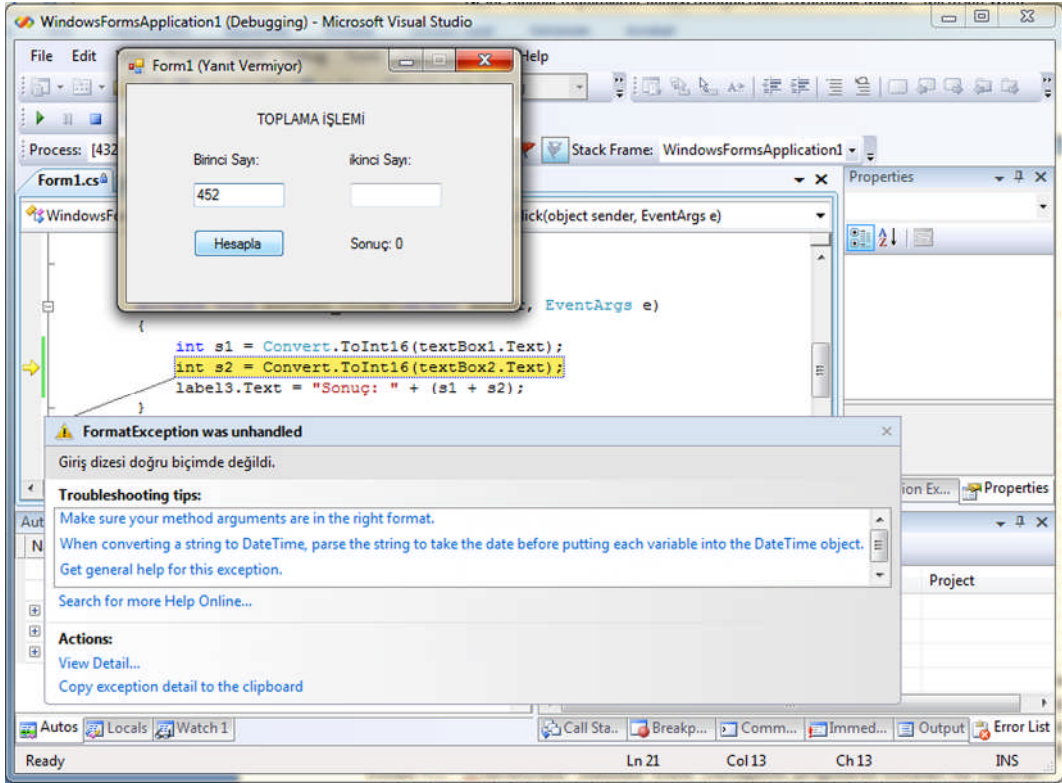 WindowsFormsApplication1 (Debugging) - Microsoft Visual Studio
File Edit Help
Form1 (Yanıt Vermiyor)
TOPLAMA İŞLEMİ
Birinci Sayı: ikinci Sayı:
452
Hesapla Sonuç: 0
Process: [432 Stack Frame: WindowsFormsApplication1
Form1.cs
Properties
WindowsFo lick(object sender, EventArgs e)
, EventArgs e)
{
int s1 = Convert.ToInt16(textBox1.Text);
int s2 = Convert.ToInt16(textBox2.Text);
label3.Text = "Sonuç: " + (s1 + s2);
}
FormatException was unhandled
Giriş dizesi doğru biçimde değildi.
Troubleshooting tips:
Make sure your method arguments are in the right format.
When converting a string to DateTime, parse the string to take the date before putting each variable into the DateTime object.
Get general help for this exception.
Search for more Help Online...
Actions:
View Detail...
Copy exception detail to the clipboard
ion Ex... Properties
Aut
N
Project
Autos Locals Watch 1 Call Sta... Breakp... Comm... Immed... Output Error List
Ready Ln 21 Col 13 Ch 13 INS